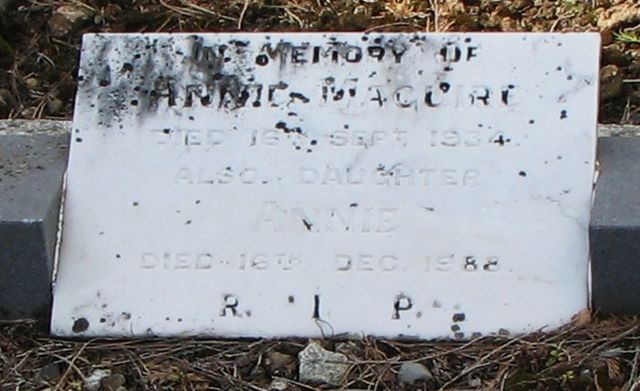 IN MEMORY OF
ANNIE MAGUIRE
DIED 16TH SEPT. 1934.
ALSO. DAUGHTER
ANNIE
DIED 16TH DEC. 1988.
R. I. P.